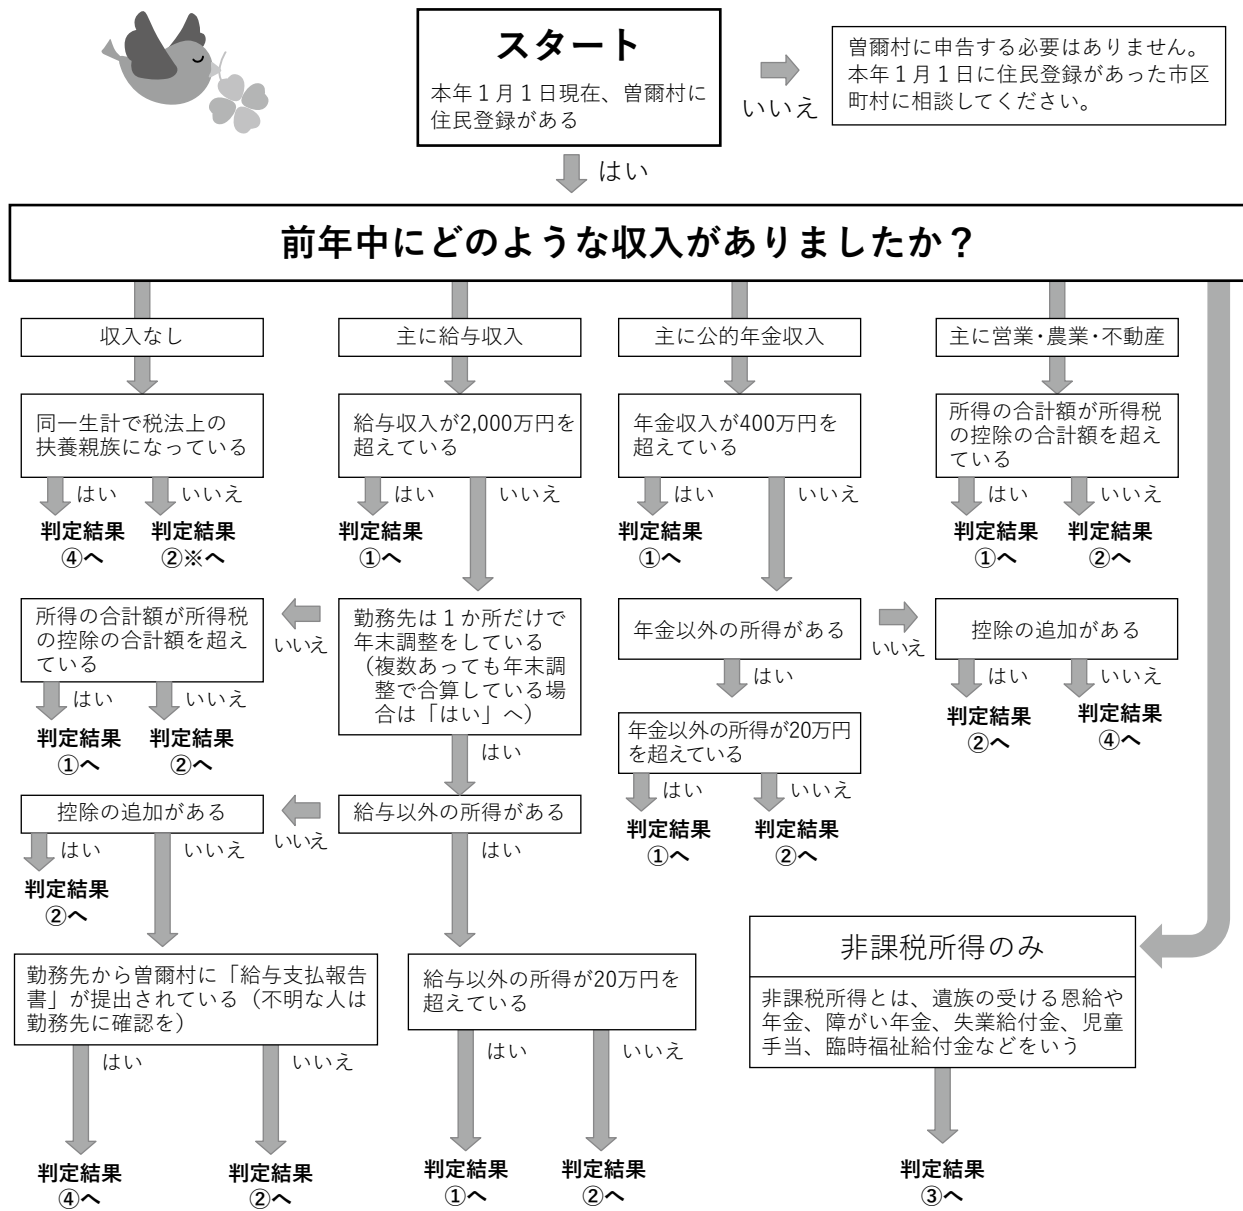 スタート
本年１月１日現在、曽爾村に
住民登録がある
いいえ
曽爾村に申告する必要はありません。
本年１月１日に住民登録があった市区
町村に相談してください。
はい
前年中にどのような収入がありましたか？
収入なし
同一生計で税法上の
扶養親族になっている
はい
いいえ
判定結果
④へ
判定結果
②※へ
主に給与収入
給与収入が2,000万円を
超えている
はい
いいえ
判定結果
①へ
勤務先は１か所だけで
年末調整をしている
（複数あっても年末調
整で合算している場
合は「はい」へ）
いいえ
所得の合計額が所得税
の控除の合計額を超え
ている
はい
いいえ
判定結果
①へ
判定結果
②へ
はい
給与以外の所得がある
いいえ
控除の追加がある
はい
いいえ
判定結果
②へ
勤務先から曽爾村に「給与支払報告
書」が提出されている（不明な人は
勤務先に確認を）
はい
いいえ
判定結果
④へ
判定結果
②へ
はい
給与以外の所得が20万円を
超えている
はい
いいえ
判定結果
①へ
判定結果
②へ
主に公的年金収入
年金収入が400万円を
超えている
はい
いいえ
判定結果
①へ
年金以外の所得がある
いいえ
控除の追加がある
はい
いいえ
判定結果
②へ
判定結果
④へ
はい
年金以外の所得が20万円
を超えている
はい
いいえ
判定結果
①へ
判定結果
②へ
主に営業・農業・不動産
所得の合計額が所得税
の控除の合計額を超え
ている
はい
いいえ
判定結果
①へ
判定結果
②へ
非課税所得のみ
非課税所得とは、遺族の受ける恩給や
年金、障がい年金、失業給付金、児童
手当、臨時福祉給付金などをいう
判定結果
③へ